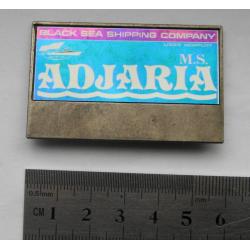 BLACK SEA SHIPPING COMPANY
USSR ODESSA
M.S.
ADJARIA
0.5mm
CM 1 2 3 4 5 6